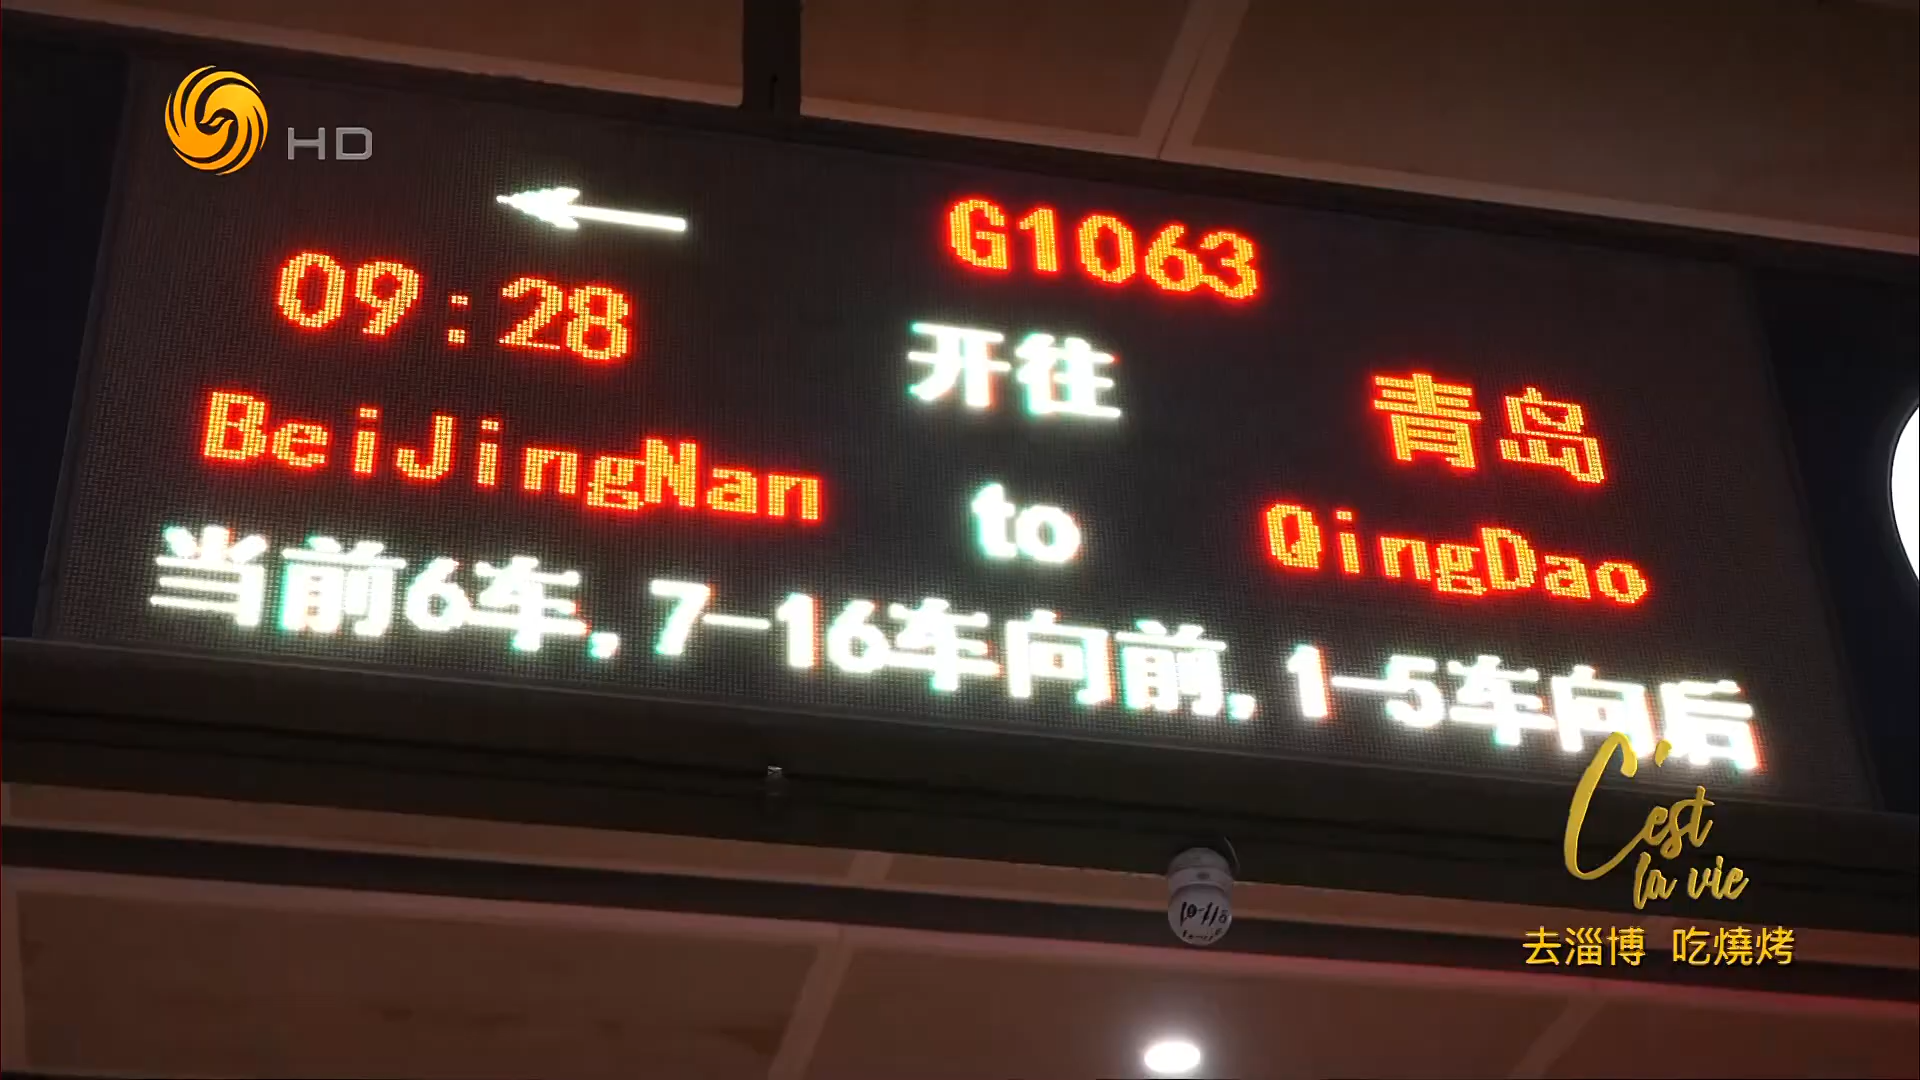 HD
G1063
09:28 开往 青岛
BeiJingNan to QingDao
当前6车,7-16车向前,1-5车向后
C'est
la vie
去淄博 吃燒烤